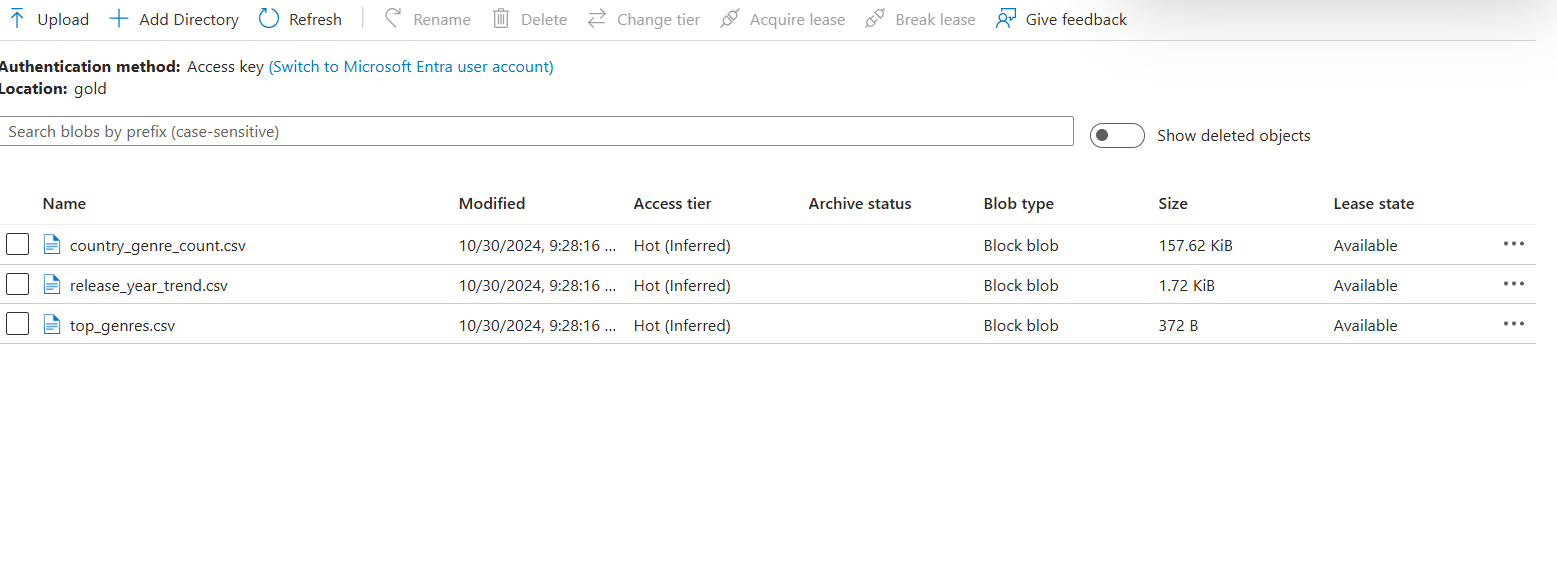 Upload Add Directory Refresh Rename Delete Change tier Acquire lease Break lease Give feedback
Authentication method: Access key (Switch to Microsoft Entra user account)
Location: gold
Search blobs by prefix (case-sensitive) Show deleted objects
Name Modified Access tier Archive status Blob type Size Lease state
country_genre_count.csv 10/30/2024, 9:28:16 ... Hot (Inferred) Block blob 157.62 KiB Available
release_year_trend.csv 10/30/2024, 9:28:16 ... Hot (Inferred) Block blob 1.72 KiB Available
top_genres.csv 10/30/2024, 9:28:16 ... Hot (Inferred) Block blob 372 B Available